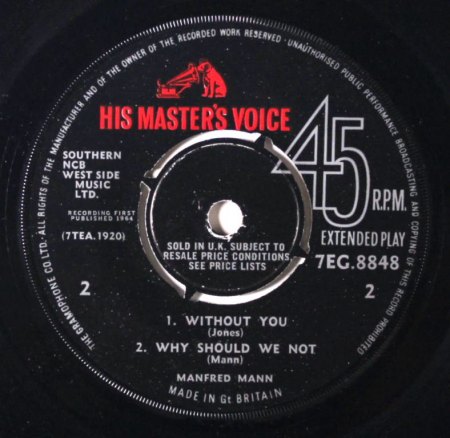 ALL RIGHTS OF THE MANUFACTURER AND OF THE OWNER OF THE RECORDED WORK RESERVED - UNAUTHORISED PUBLIC PERFORMANCE BROADCASTING AND COPYING OF THIS RECORD PROHIBITED
HIS MASTER'S VOICE
45
R.P.M.
EXTENDED PLAY
7EG.8848
SOUTHERN
NCB
WEST SIDE
MUSIC
LTD.
RECORDING FIRST
PUBLISHED 1964
(7TEA.1920)
SOLD IN U.K. SUBJECT TO
RESALE PRICE CONDITIONS,
SEE PRICE LISTS
2
2
1. WITHOUT YOU
(Jones)
2. WHY SHOULD WE NOT
(Mann)
MANFRED MANN
MADE IN Gt BRITAIN
THE GRAMOPHONE CO. LTD.